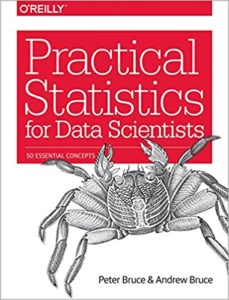 O'REILLY®
Practical
Statistics
for Data Scientists
50 ESSENTIAL CONCEPTS
Peter Bruce & Andrew Bruce